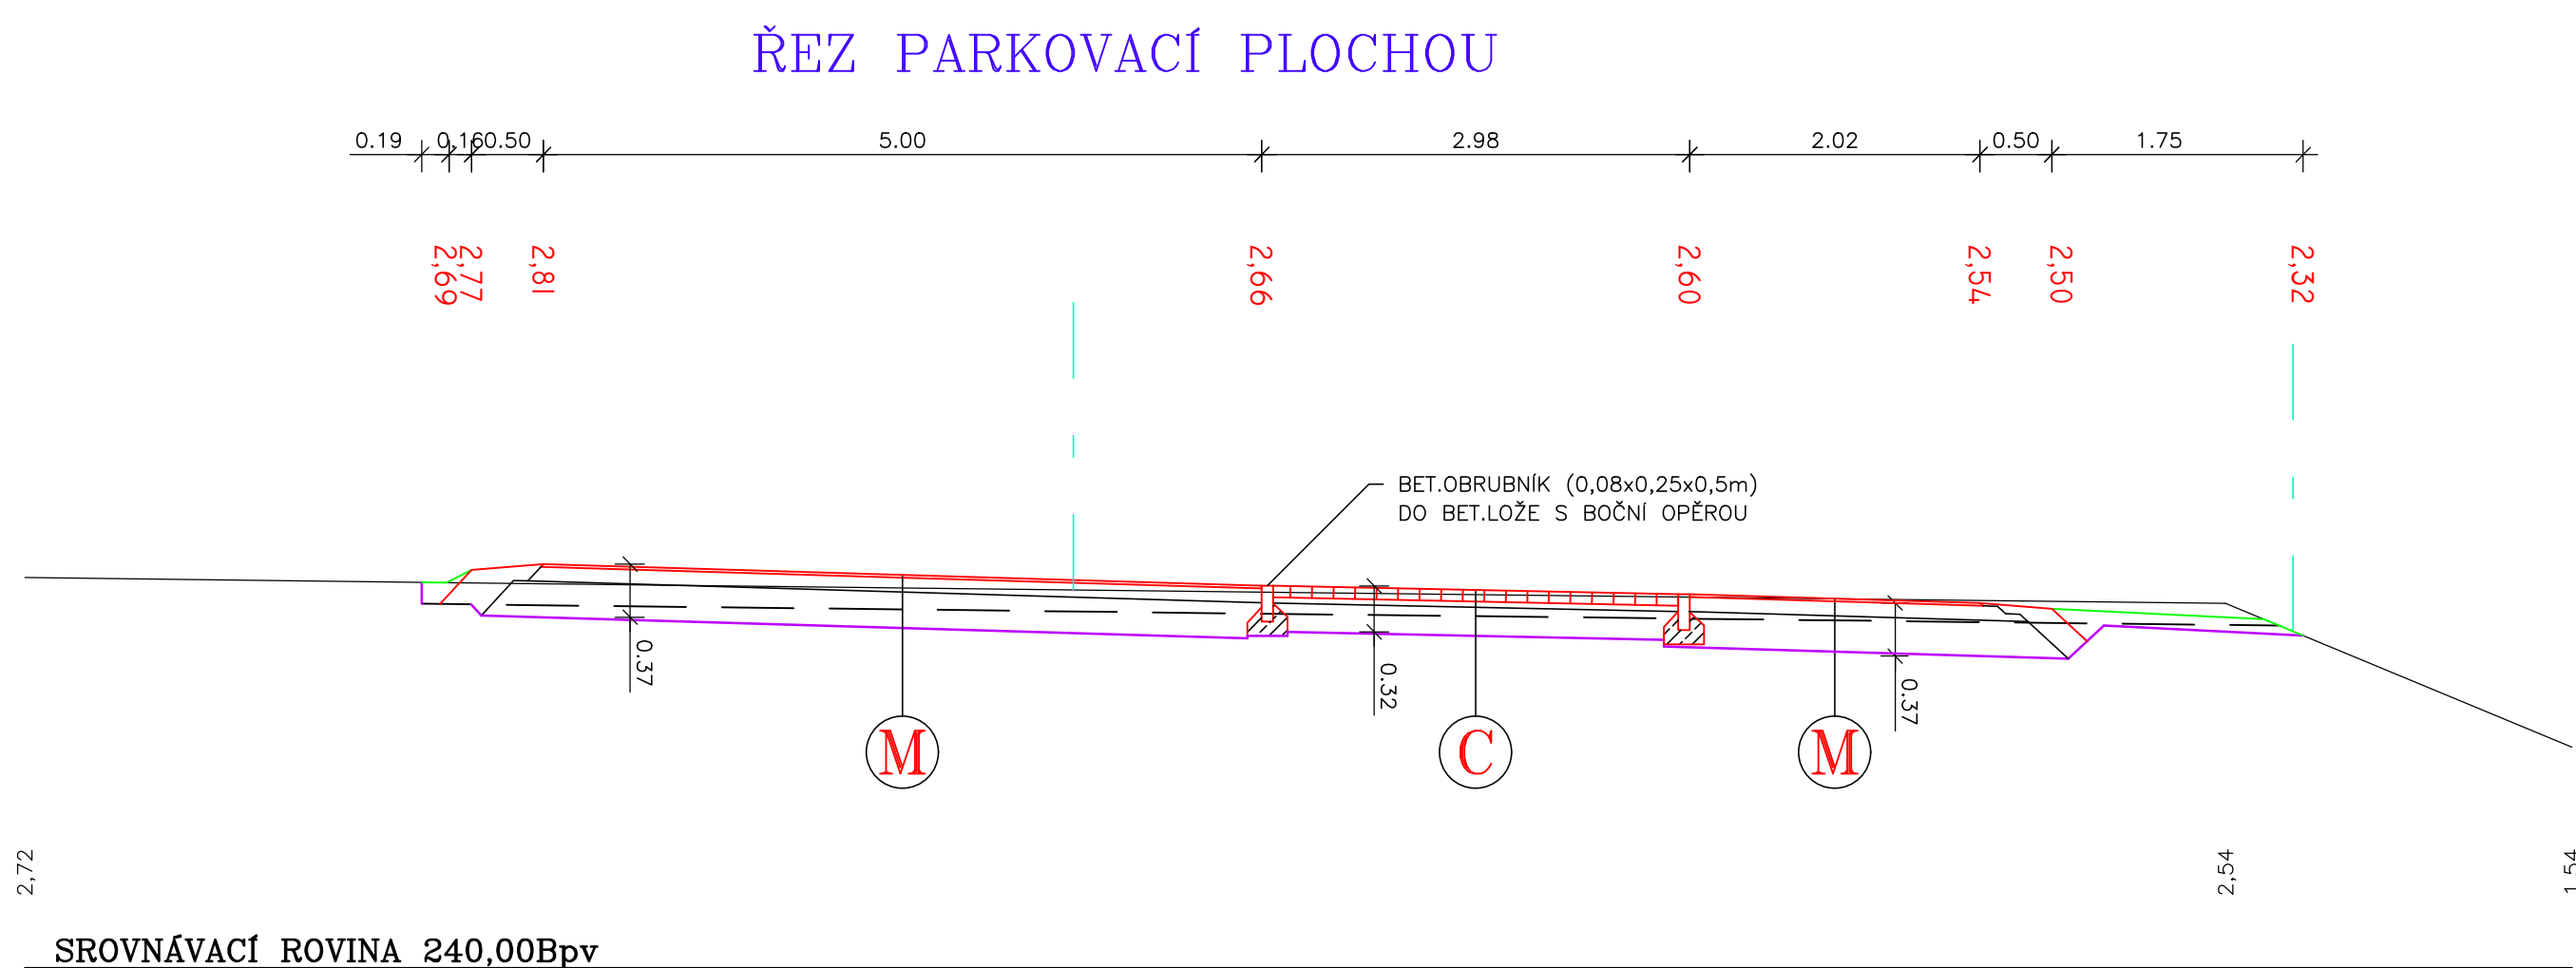 ŘEZ PARKOVACÍ PLOCHOU
0.19 0.16 0.50 5.00 2.98 2.02 0.50 1.75
2,69 2,77 2,81 2,66 2,60 2,54 2,50 2,32
BET.OBRUBNÍK (0,08x0,25x0,5m)
DO BET.LOŽE S BOČNÍ OPĚROU
0.37 0.32 0.37
M C M
2,72 2,54 1,54
SROVNÁVACÍ ROVINA 240,00Bpv